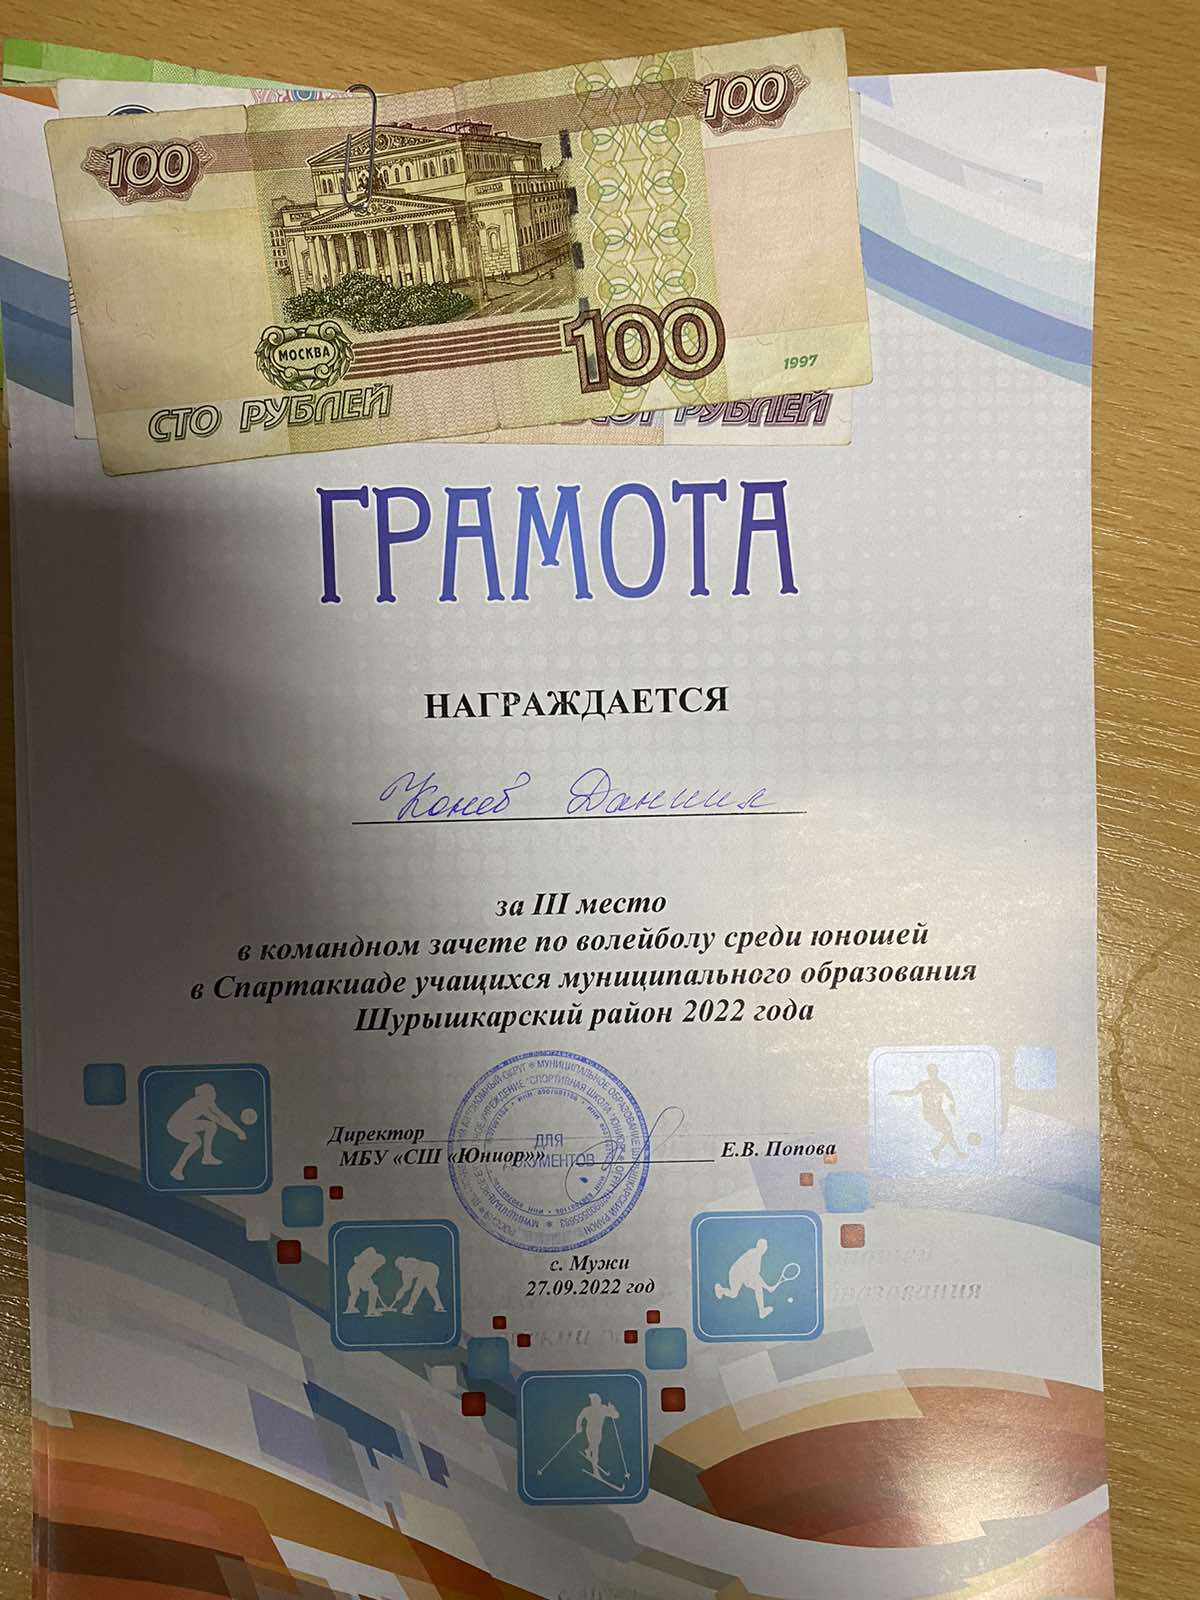 100
100
МОСКВА
100
1997
СТО РУБЛЕЙ
РУБЛЕЙ
ГРАМОТА
НАГРАЖДАЕТСЯ
Конев Даниил
за III место
в командном зачете по волейболу среди юношей
в Спартакиаде учащихся муниципального образования
Шурышкарский район 2022 года
Директор
МБУ «СШ «Юниор»» Е.В. Попова
ДЛЯ
ДОКУМЕНТОВ
с. Мужи
27.09.2022 год